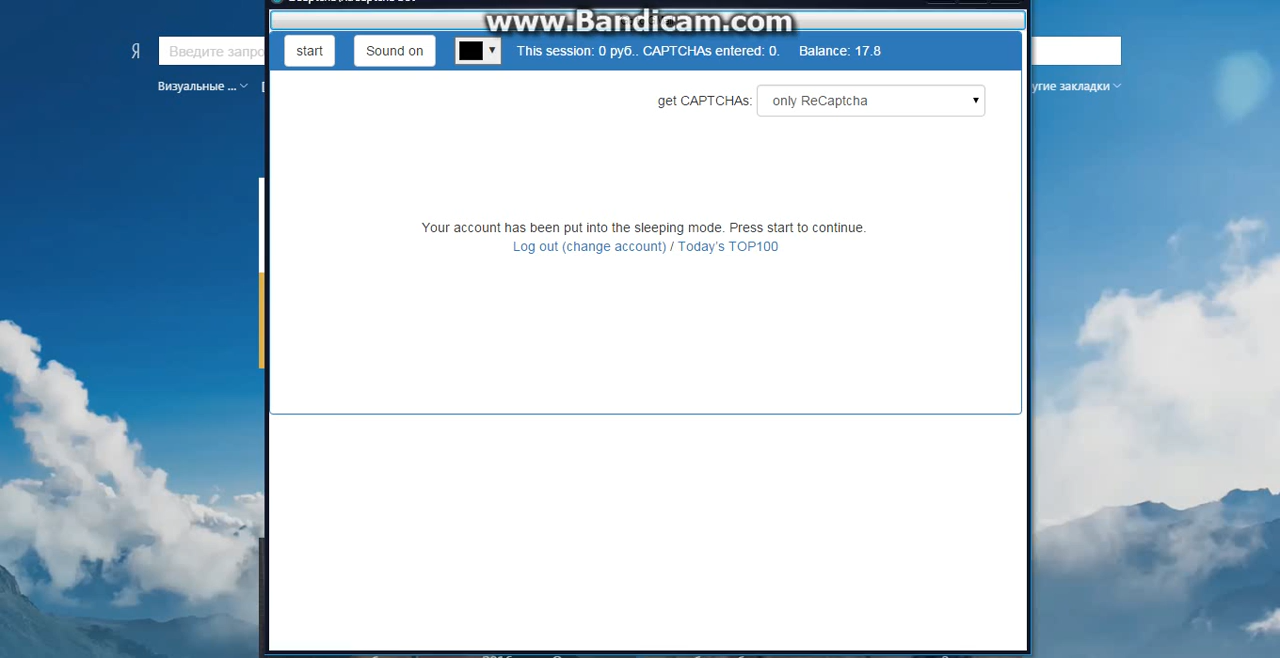 www.Bandicam.com
start
Sound on
This session: 0 руб.. CAPTCHAs entered: 0.
Balance: 17.8
Я
Введите запро
Визуальные ...
угие закладки
get CAPTCHAs:
only ReCaptcha
Your account has been put into the sleeping mode. Press start to continue.
Log out (change account) / Today's TOP100